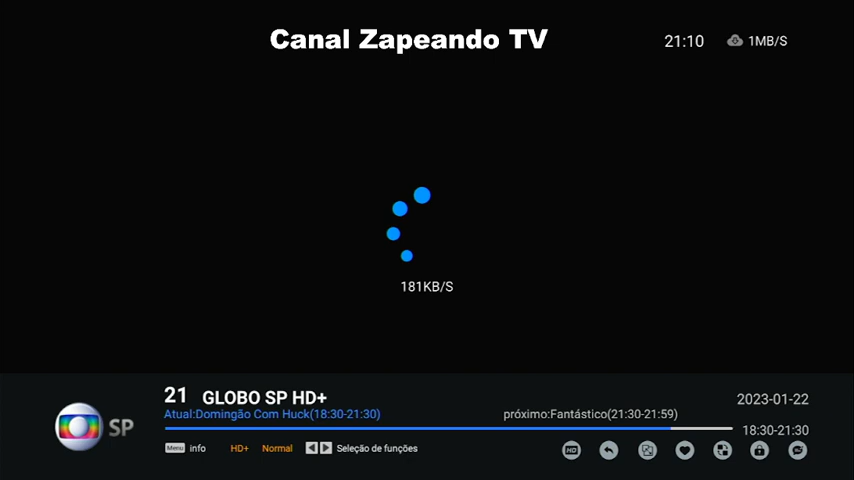 Canal Zapeando TV
21:10
1MB/S
181KB/S
21 GLOBO SP HD+
2023-01-22
Atual:Domingão Com Huck(18:30-21:30)
próximo:Fantástico(21:30-21:59)
SP
18:30-21:30
Menu info HD+ Normal Seleção de funções
HD